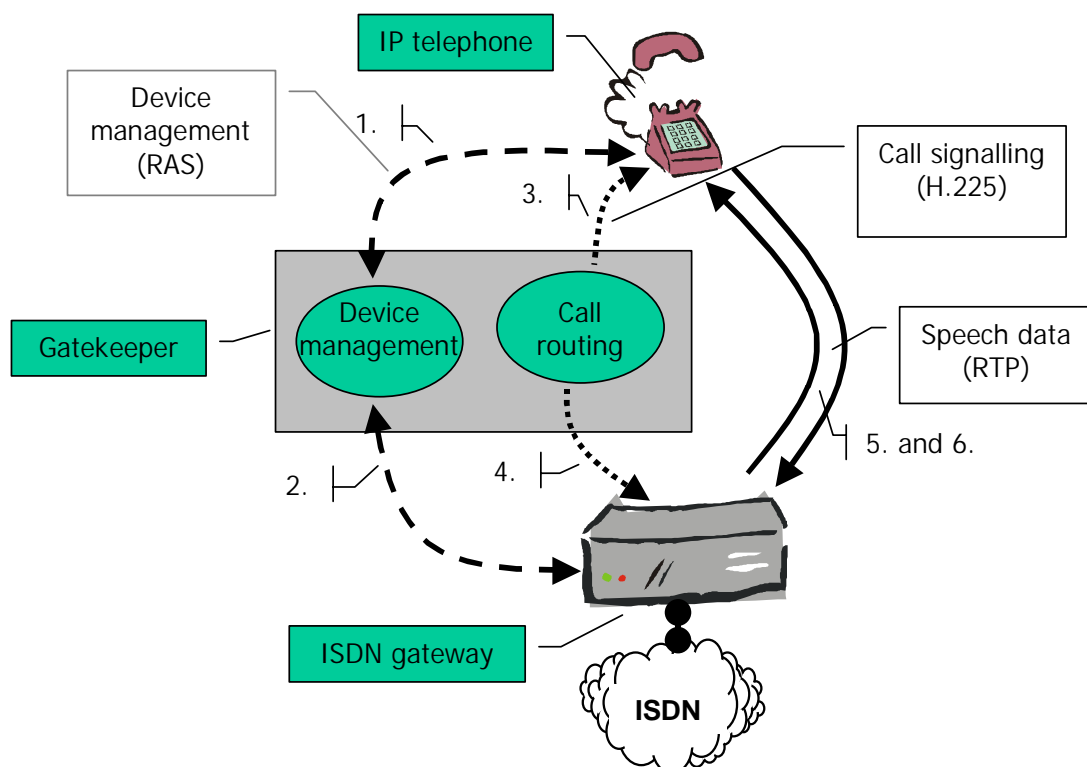 IP telephone
Device
management
(RAS)
1.
Call signalling
(H.225)
3.
Gatekeeper
Device
management
Call
routing
Speech data
(RTP)
5. and 6.
2.
4.
ISDN gateway
ISDN